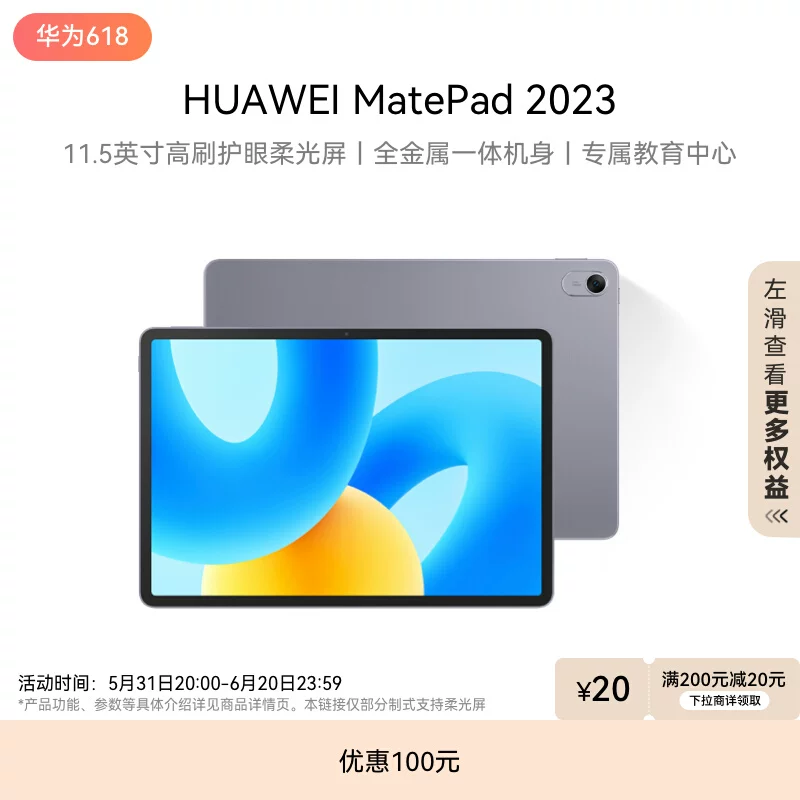 华为618
HUAWEI MatePad 2023
11.5英寸高刷护眼柔光屏丨全金属一体机身丨专属教育中心
左滑查看更多权益
活动时间：5月31日20:00-6月20日23:59
*产品功能、参数等具体介绍详见商品详情页。本链接仅部分制式支持柔光屏
¥20
满200元减20元
下拉商详领取
优惠100元